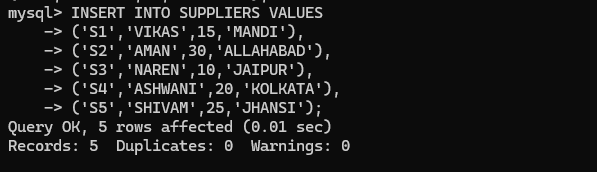 mysql> INSERT INTO SUPPLIERS VALUES
    -> ('S1','VIKAS',15,'MANDI'),
    -> ('S2','AMAN',30,'ALLAHABAD'),
    -> ('S3','NAREN',10,'JAIPUR'),
    -> ('S4','ASHWANI',20,'KOLKATA'),
    -> ('S5','SHIVAM',25,'JHANSI');
Query OK, 5 rows affected (0.01 sec)
Records: 5  Duplicates: 0  Warnings: 0